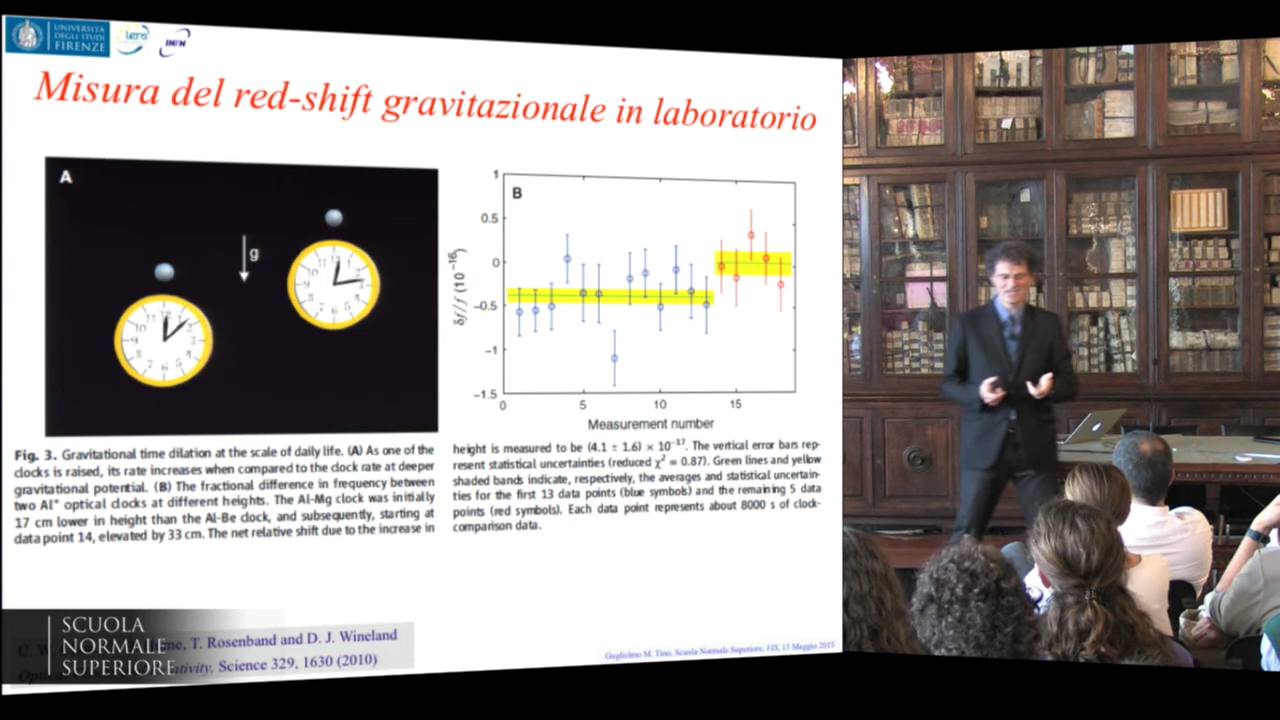 UNIVERSITÀ
DEGLI STUDI
FIRENZE
Lens
INFN
Misura del red-shift gravitazionale in laboratorio
A
g
B
δf/f (10⁻¹⁶)
1
0.5
0
−0.5
−1
−1.5
0
5
10
15
Measurement number
Fig. 3. Gravitational time dilation at the scale of daily life. (A) As one of the
clocks is raised, its rate increases when compared to the clock rate at deeper
gravitational potential. (B) The fractional difference in frequency between
two Al⁺ optical clocks at different heights. The Al-Mg clock was initially
17 cm lower in height than the Al-Be clock, and subsequently, starting at
data point 14, elevated by 33 cm. The net relative shift due to the increase in
height is measured to be (4.1 ± 1.6) × 10⁻¹⁷. The vertical error bars rep-
resent statistical uncertainties (reduced χ² = 0.87). Green lines and yellow
shaded bands indicate, respectively, the averages and statistical uncertain-
ties for the first 13 data points (blue symbols) and the remaining 5 data
points (red symbols). Each data point represents about 8000 s of clock-
comparison data.
T. Rosenband and D. J. Wineland
Science 329, 1630 (2010)
SCUOLA
NORMALE
SUPERIORE
Guglielmo M. Tino, Scuola Normale Superiore, VIS, 13 Maggio 2015